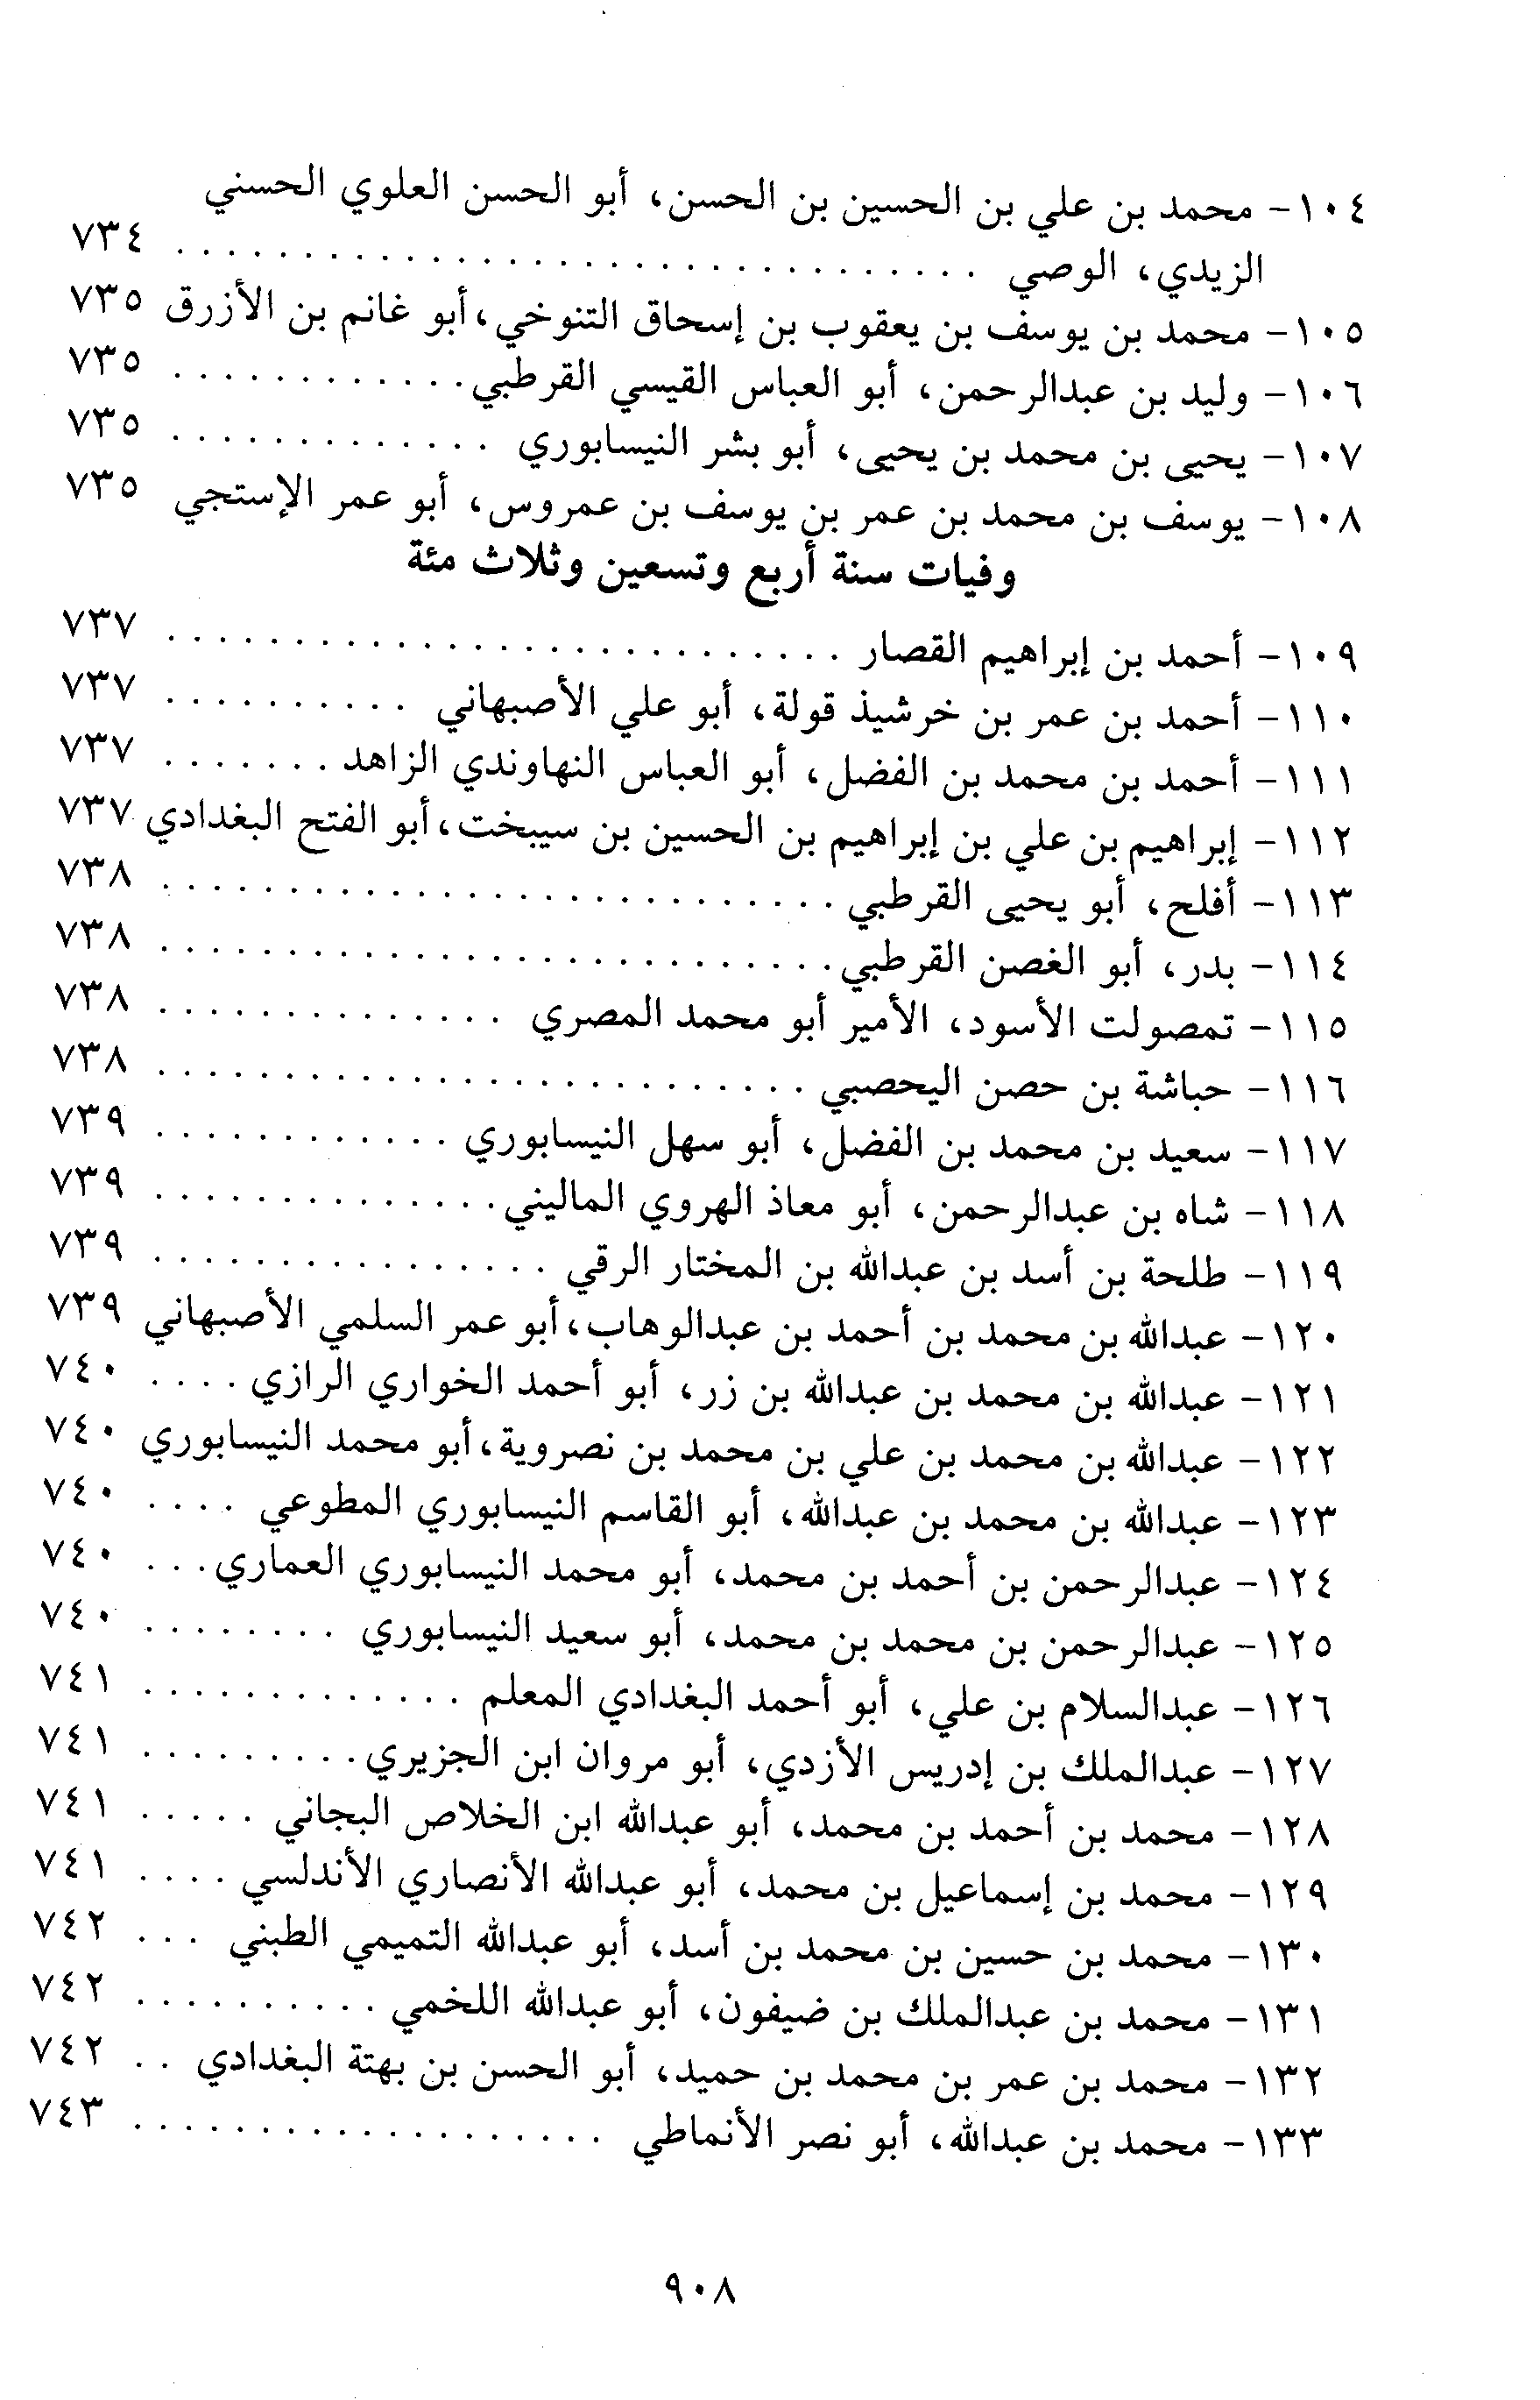 ١٠٤- محمد بن علي بن الحسين بن الحسن، أبو الحسن العلوي الحسني
الزيدي، الوصي . . . . . . . . . . . . . . . . . . . . . . . . . . . . . . . . ٧٣٤
١٠٥- محمد بن يوسف بن يعقوب بن إسحاق التنوخي، أبو غانم بن الأزرق ٧٣٥
١٠٦- وليد بن عبدالرحمن، أبو العباس القيسي القرطبي . . . . . . . . . . . . ٧٣٥
١٠٧- يحيى بن محمد بن يحيى، أبو بشر النيسابوري . . . . . . . . . . . . . ٧٣٥
١٠٨- يوسف بن محمد بن عمر بن يوسف بن عمروس، أبو عمر الإستجي ٧٣٥
وفيات سنة أربع وتسعين وثلاث مئة
١٠٩- أحمد بن إبراهيم القصار . . . . . . . . . . . . . . . . . . . . . . . . . . . ٧٣٧
١١٠- أحمد بن عمر بن خرشيذ قولة، أبو علي الأصبهاني . . . . . . . . . . ٧٣٧
١١١- أحمد بن محمد بن الفضل، أبو العباس النهاوندي الزاهد . . . . . . . ٧٣٧
١١٢- إبراهيم بن علي بن إبراهيم بن الحسين بن سيبخت، أبو الفتح البغدادي ٧٣٧
١١٣- أفلح، أبو يحيى القرطبي . . . . . . . . . . . . . . . . . . . . . . . . . . . ٧٣٨
١١٤- بدر، أبو الغصن القرطبي . . . . . . . . . . . . . . . . . . . . . . . . . . . ٧٣٨
١١٥- تمصولت الأسود، الأمير أبو محمد المصري . . . . . . . . . . . . . . ٧٣٨
١١٦- حباشة بن حصن اليحصبي . . . . . . . . . . . . . . . . . . . . . . . . . . ٧٣٨
١١٧- سعيد بن محمد بن الفضل، أبو سهل النيسابوري . . . . . . . . . . . . ٧٣٩
١١٨- شاه بن عبدالرحمن، أبو معاذ الهروي الماليني . . . . . . . . . . . . . . ٧٣٩
١١٩- طلحة بن أسد بن عبدالله بن المختار الرقي . . . . . . . . . . . . . . . . ٧٣٩
١٢٠- عبدالله بن محمد بن أحمد بن عبدالوهاب، أبو عمر السلمي الأصبهاني ٧٣٩
١٢١- عبدالله بن محمد بن عبدالله بن زر، أبو أحمد الخواري الرازي . . . . ٧٤٠
١٢٢- عبدالله بن محمد بن علي بن محمد بن نصروية، أبو محمد النيسابوري ٧٤٠
١٢٣- عبدالله بن محمد بن عبدالله، أبو القاسم النيسابوري المطوعي . . . . ٧٤٠
١٢٤- عبدالرحمن بن أحمد بن محمد، أبو محمد النيسابوري العماري . . . ٧٤٠
١٢٥- عبدالرحمن بن محمد بن محمد، أبو سعيد النيسابوري . . . . . . . . ٧٤٠
١٢٦- عبدالسلام بن علي، أبو أحمد البغدادي المعلم . . . . . . . . . . . . . ٧٤١
١٢٧- عبدالملك بن إدريس الأزدي، أبو مروان ابن الجزيري . . . . . . . . . ٧٤١
١٢٨- محمد بن أحمد بن محمد، أبو عبدالله ابن الخلاص البجاني . . . . . ٧٤١
١٢٩- محمد بن إسماعيل بن محمد، أبو عبدالله الأنصاري الأندلسي . . . . ٧٤١
١٣٠- محمد بن حسين بن محمد بن أسد، أبو عبدالله التميمي الطبني . . . ٧٤٢
١٣١- محمد بن عبدالملك بن ضيفون، أبو عبدالله اللخمي . . . . . . . . . . ٧٤٢
١٣٢- محمد بن عمر بن محمد بن حميد، أبو الحسن بن بهتة البغدادي . . ٧٤٢
١٣٣- محمد بن عبدالله، أبو نصر الأنماطي . . . . . . . . . . . . . . . . . . . ٧٤٣
٩٠٨